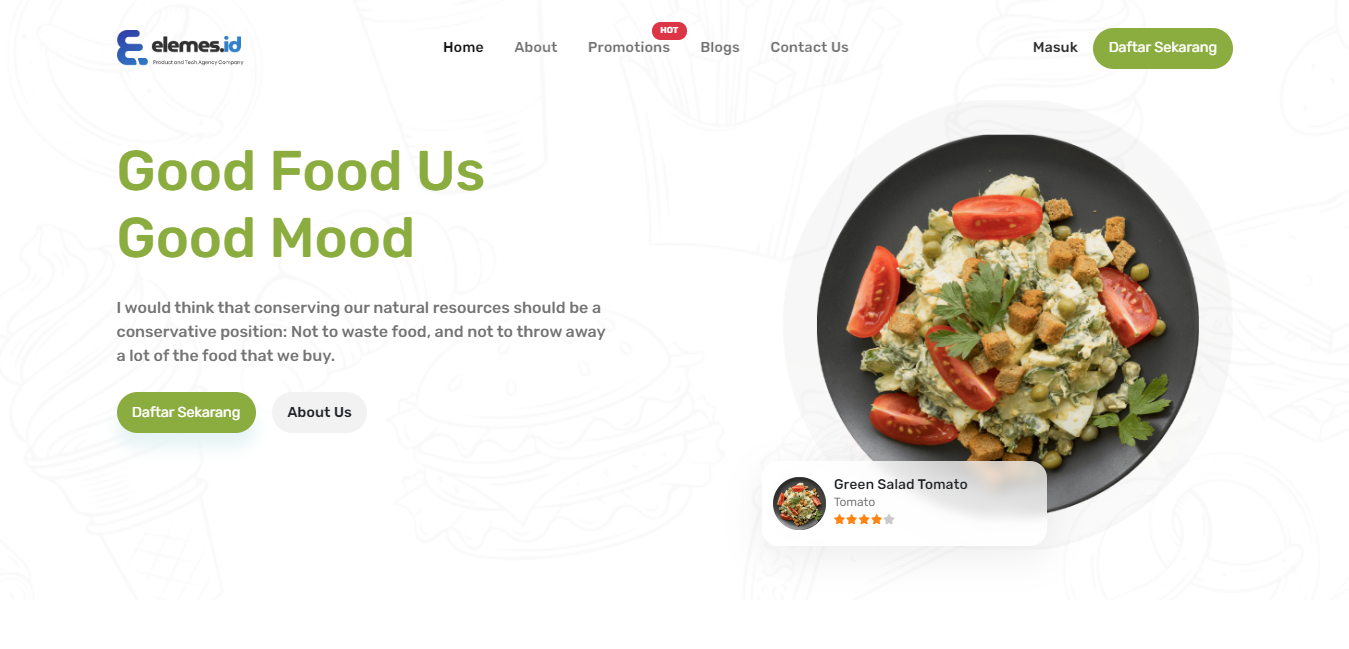 elemes.id
Product and Tech Agency Company
Home
About
Promotions
HOT
Blogs
Contact Us
Masuk
Daftar Sekarang
Good Food Us
Good Mood
I would think that conserving our natural resources should be a
conservative position: Not to waste food, and not to throw away
a lot of the food that we buy.
Daftar Sekarang
About Us
Green Salad Tomato
Tomato